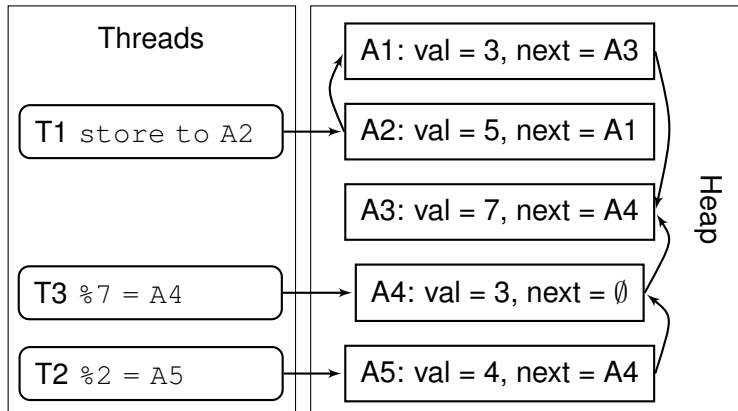 Threads
T1 store to A2
T3 %7 = A4
T2 %2 = A5
A1: val = 3, next = A3
A2: val = 5, next = A1
A3: val = 7, next = A4
A4: val = 3, next = ∅
A5: val = 4, next = A4
Heap